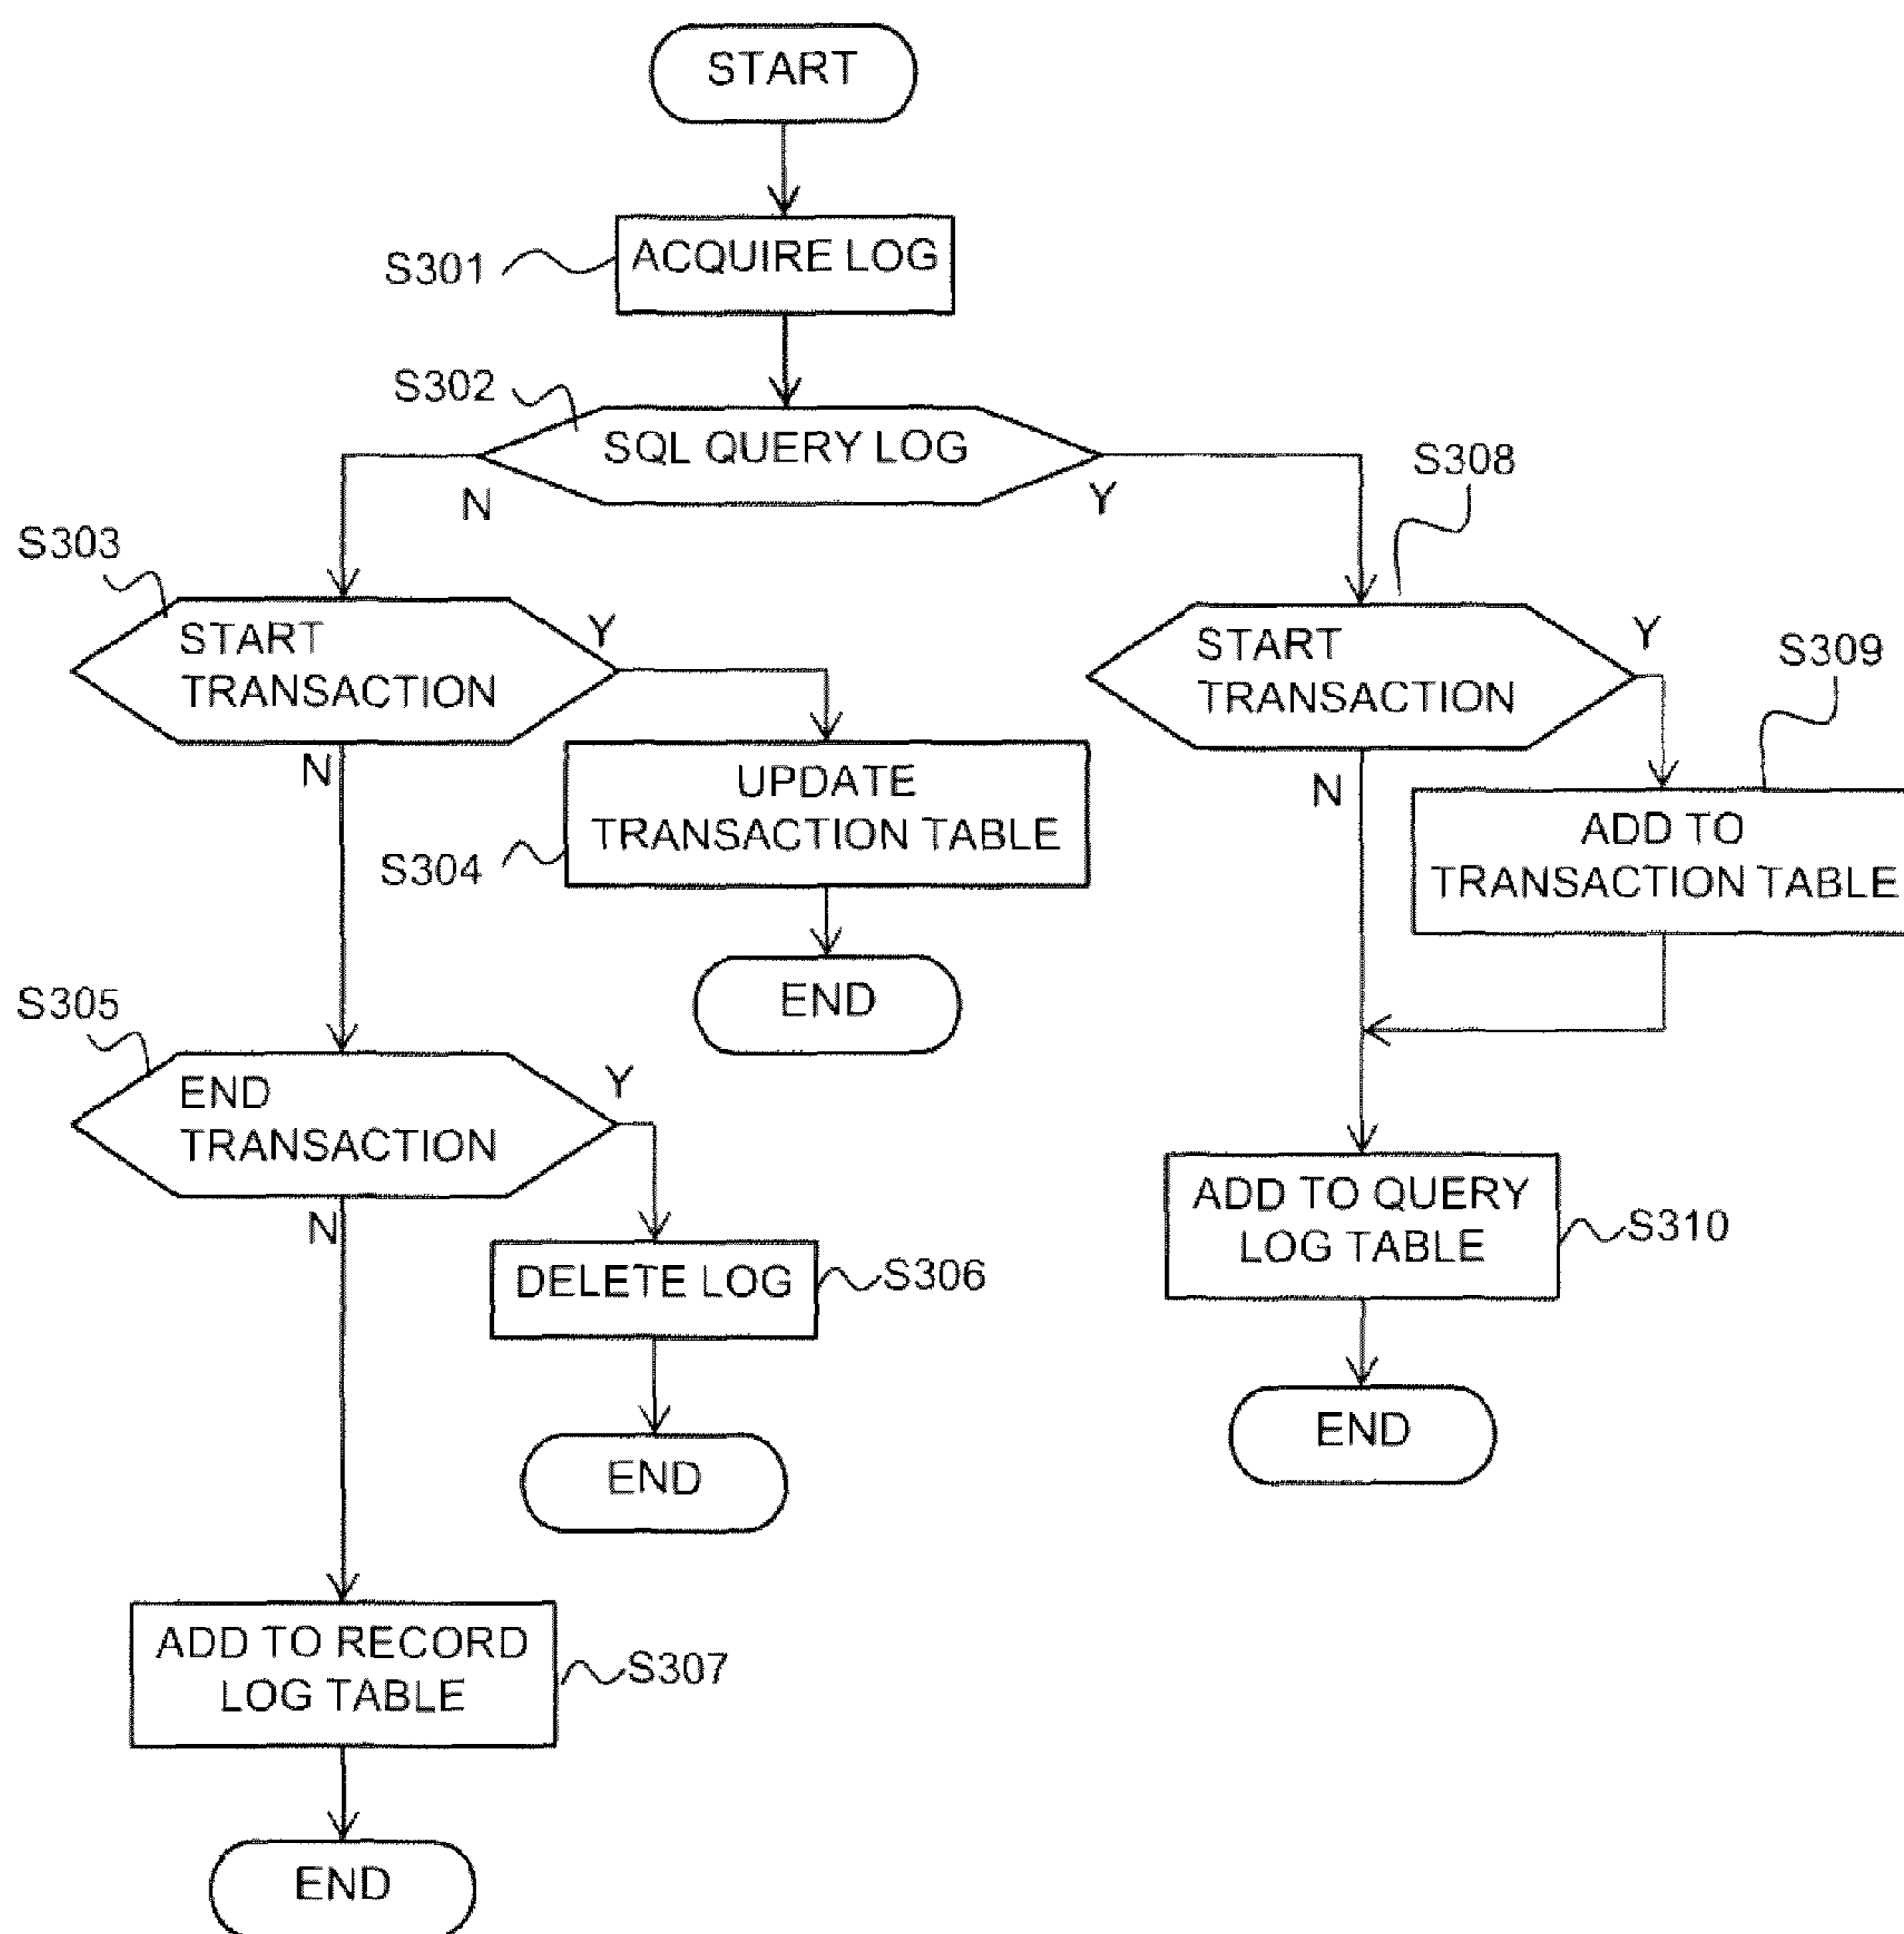 START
S301
ACQUIRE LOG
S302
SQL QUERY LOG
N
Y
S308
S303
START
TRANSACTION
Y
START
TRANSACTION
Y
S309
N
UPDATE
TRANSACTION TABLE
S304
N
ADD TO
TRANSACTION TABLE
END
S305
END
TRANSACTION
Y
N
DELETE LOG
S306
ADD TO QUERY
LOG TABLE
S310
END
END
ADD TO RECORD
LOG TABLE
S307
END